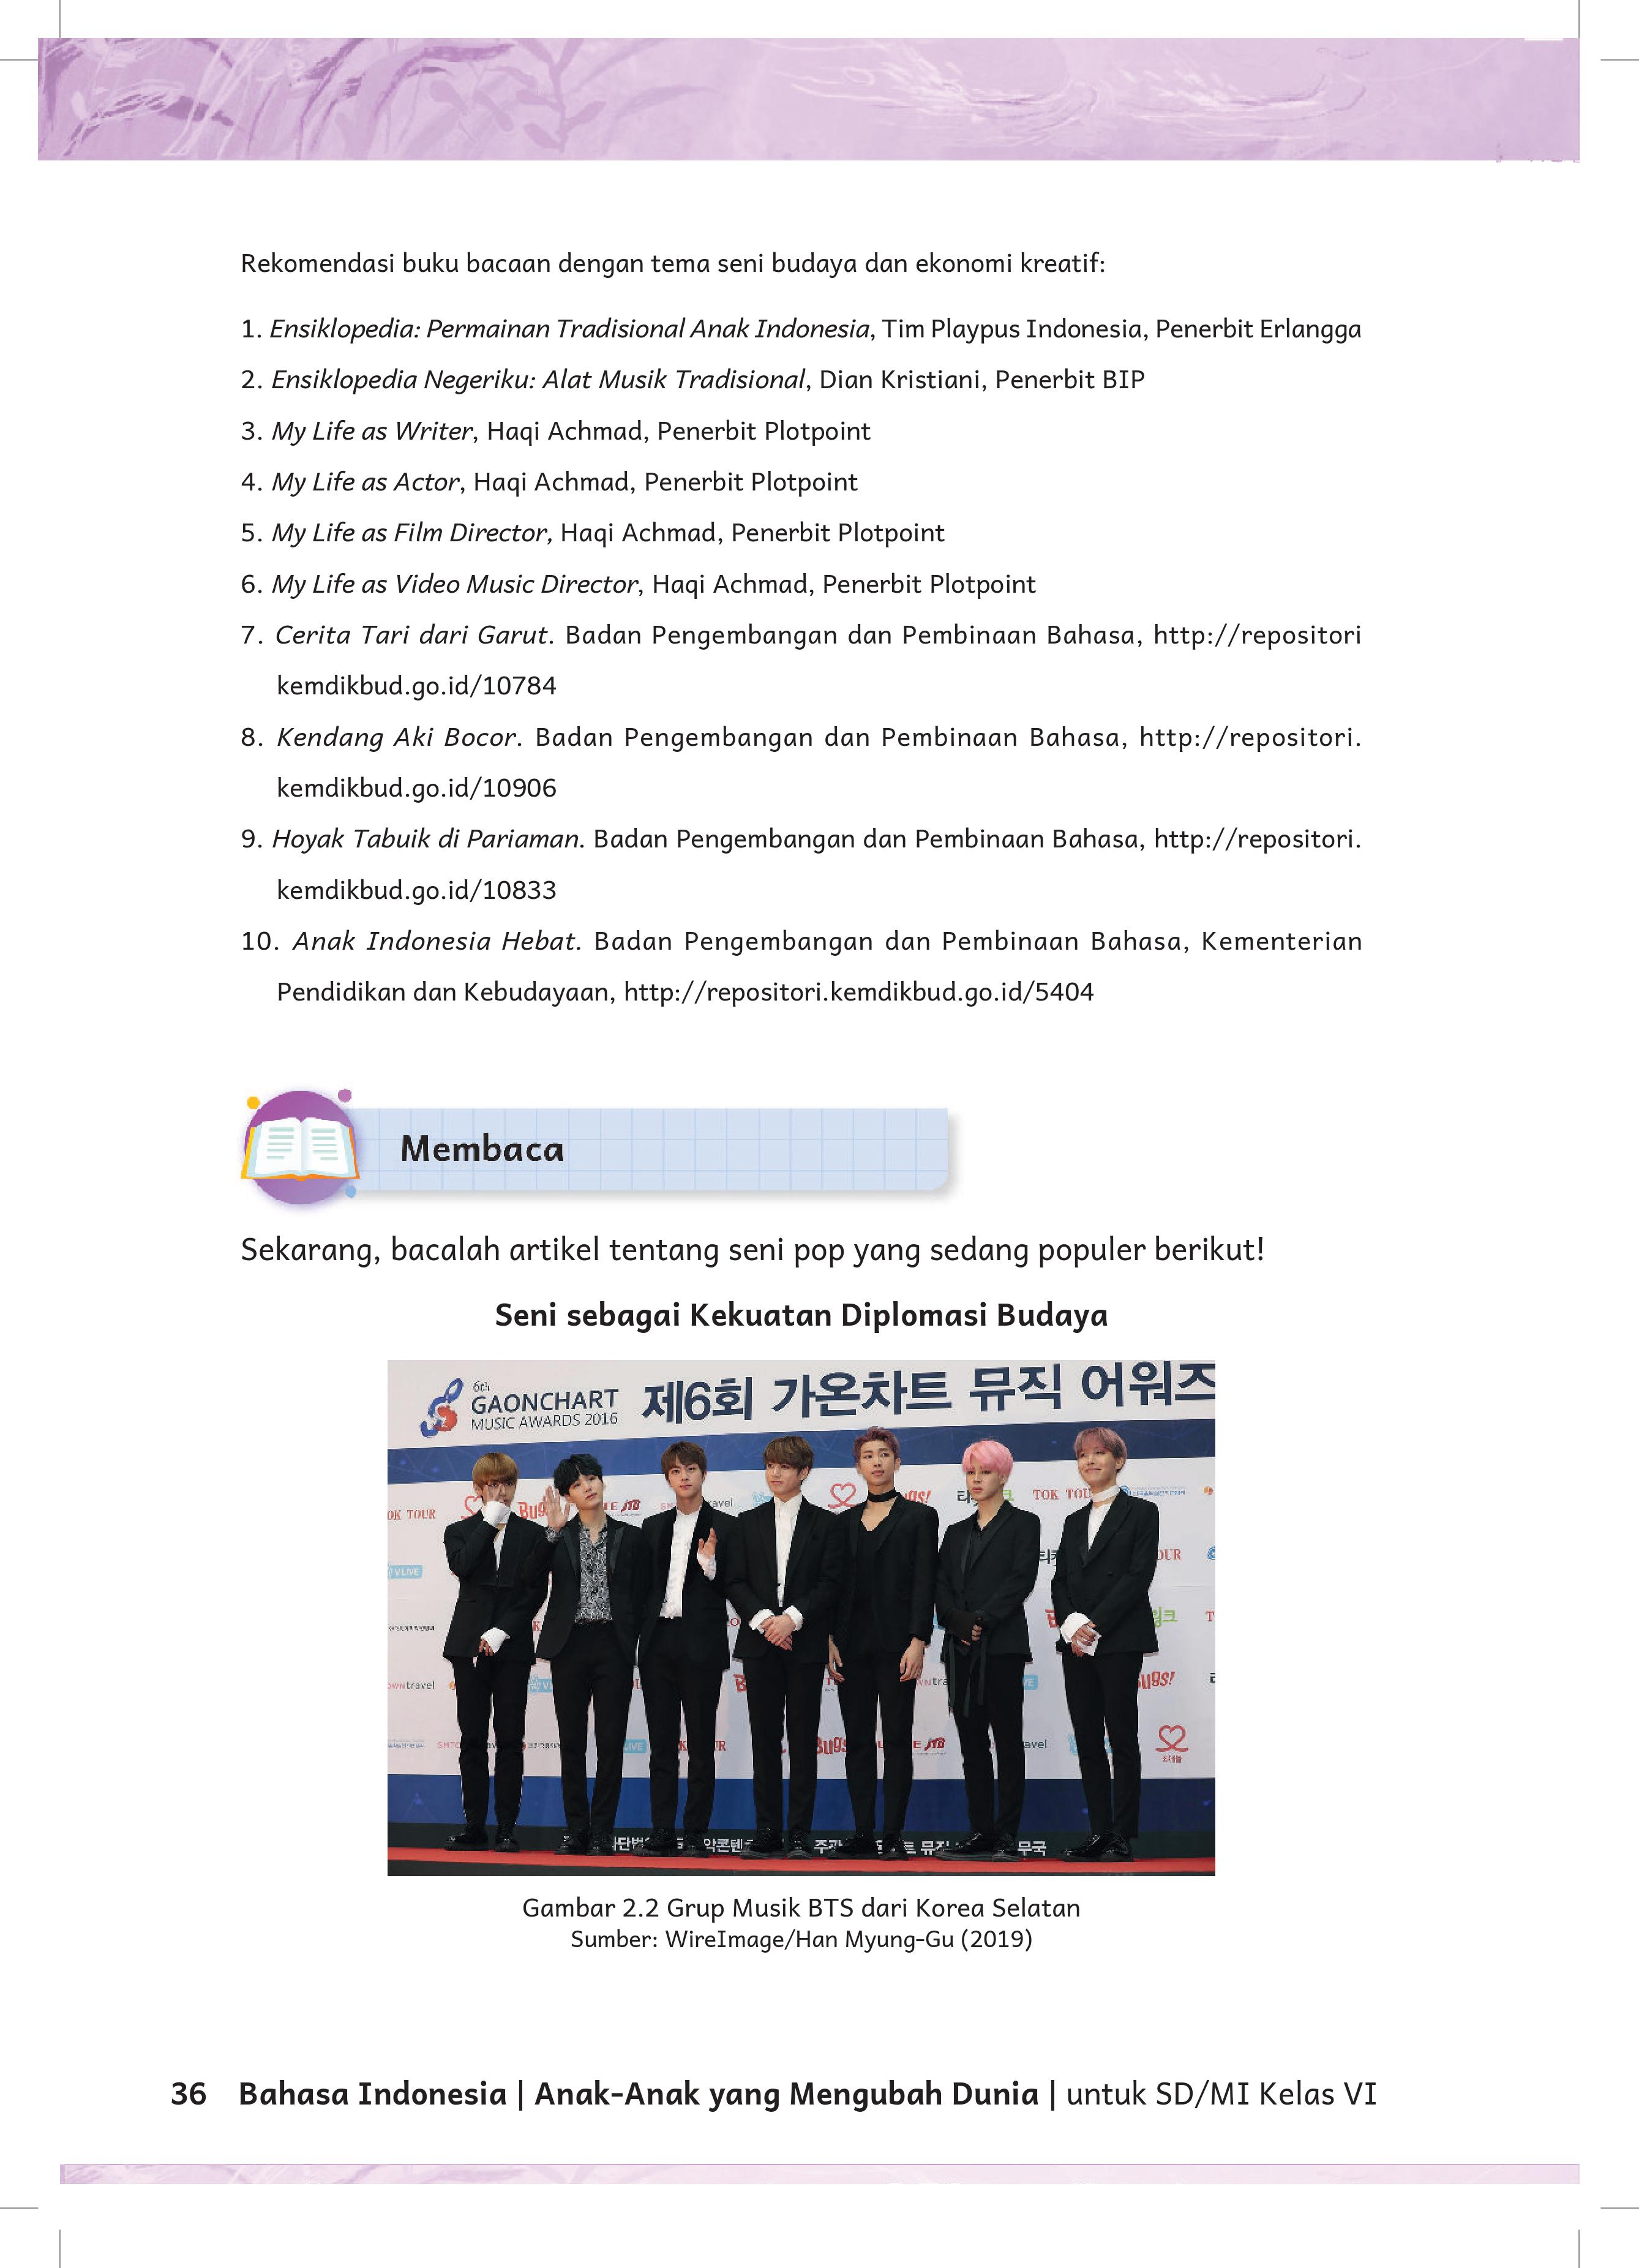 Rekomendasi buku bacaan dengan tema seni budaya dan ekonomi kreatif:
1. Ensiklopedia: Permainan Tradisional Anak Indonesia, Tim Playpus Indonesia, Penerbit Erlangga
2. Ensiklopedia Negeriku: Alat Musik Tradisional, Dian Kristiani, Penerbit BIP
3. My Life as Writer, Haqi Achmad, Penerbit Plotpoint
4. My Life as Actor, Haqi Achmad, Penerbit Plotpoint
5. My Life as Film Director, Haqi Achmad, Penerbit Plotpoint
6. My Life as Video Music Director, Haqi Achmad, Penerbit Plotpoint
7. Cerita Tari dari Garut. Badan Pengembangan dan Pembinaan Bahasa, http://repositori
kemdikbud.go.id/10784
8. Kendang Aki Bocor. Badan Pengembangan dan Pembinaan Bahasa, http://repositori.
kemdikbud.go.id/10906
9. Hoyak Tabuik di Pariaman. Badan Pengembangan dan Pembinaan Bahasa, http://repositori.
kemdikbud.go.id/10833
10. Anak Indonesia Hebat. Badan Pengembangan dan Pembinaan Bahasa, Kementerian
Pendidikan dan Kebudayaan, http://repositori.kemdikbud.go.id/5404
Membaca
Sekarang, bacalah artikel tentang seni pop yang sedang populer berikut!
Seni sebagai Kekuatan Diplomasi Budaya
6th
GAONCHART
MUSIC AWARDS 2016
제6회 가온차트 뮤직 어워즈
TOK TOUR
V LIVE
travel
Bugs!
Gambar 2.2 Grup Musik BTS dari Korea Selatan
Sumber: WireImage/Han Myung-Gu (2019)
36 Bahasa Indonesia | Anak-Anak yang Mengubah Dunia | untuk SD/MI Kelas VI